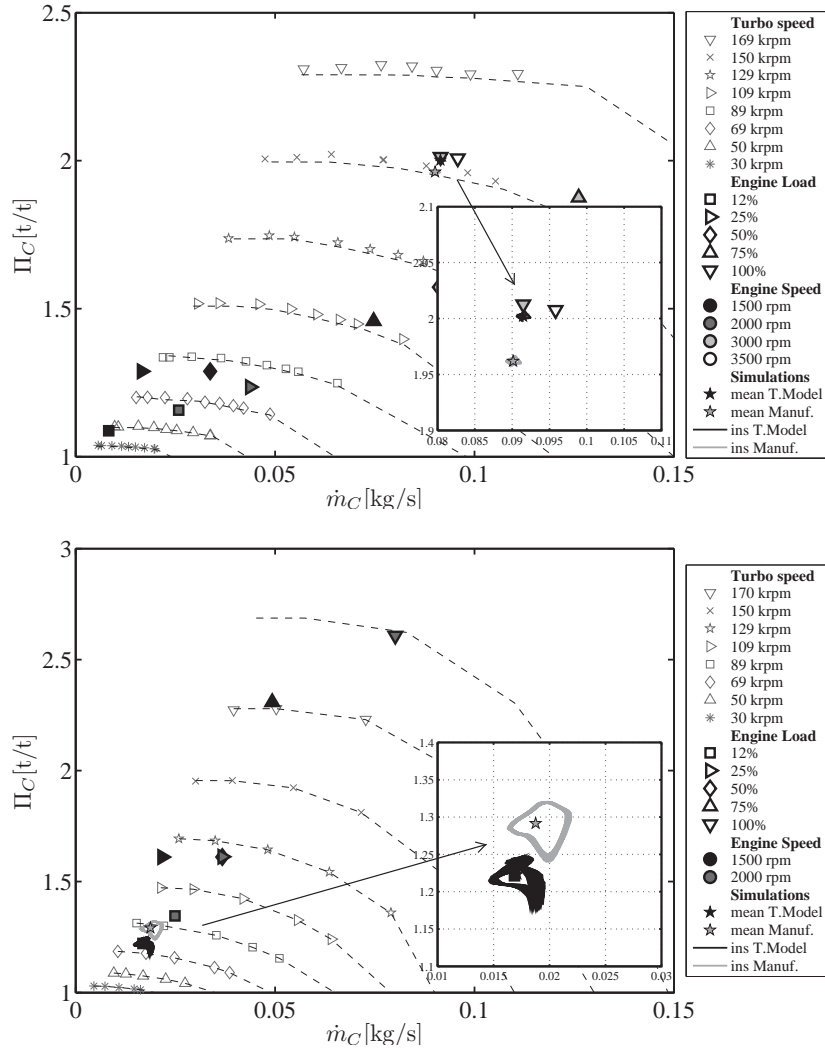 2.5
2
1.5
1
0
0.05
0.1
0.15
Π_C [t/t]
ṁ_C [kg/s]
2.1
2.05
2
1.95
1.9
0.08
0.085
0.09
0.095
0.1
0.105
0.11
Turbo speed
169 krpm
150 krpm
129 krpm
109 krpm
89 krpm
69 krpm
50 krpm
30 krpm
Engine Load
12%
25%
50%
75%
100%
Engine Speed
1500 rpm
2000 rpm
3000 rpm
3500 rpm
Simulations
mean T.Model
mean Manuf.
ins T.Model
ins Manuf.
3
2.5
2
1.5
1
0
0.05
0.1
0.15
Π_C [t/t]
ṁ_C [kg/s]
1.4
1.35
1.3
1.25
1.2
1.15
1.1
0.01
0.015
0.02
0.025
0.03
Turbo speed
170 krpm
150 krpm
129 krpm
109 krpm
89 krpm
69 krpm
50 krpm
30 krpm
Engine Load
12%
25%
50%
75%
100%
Engine Speed
1500 rpm
2000 rpm
Simulations
mean T.Model
mean Manuf.
ins T.Model
ins Manuf.